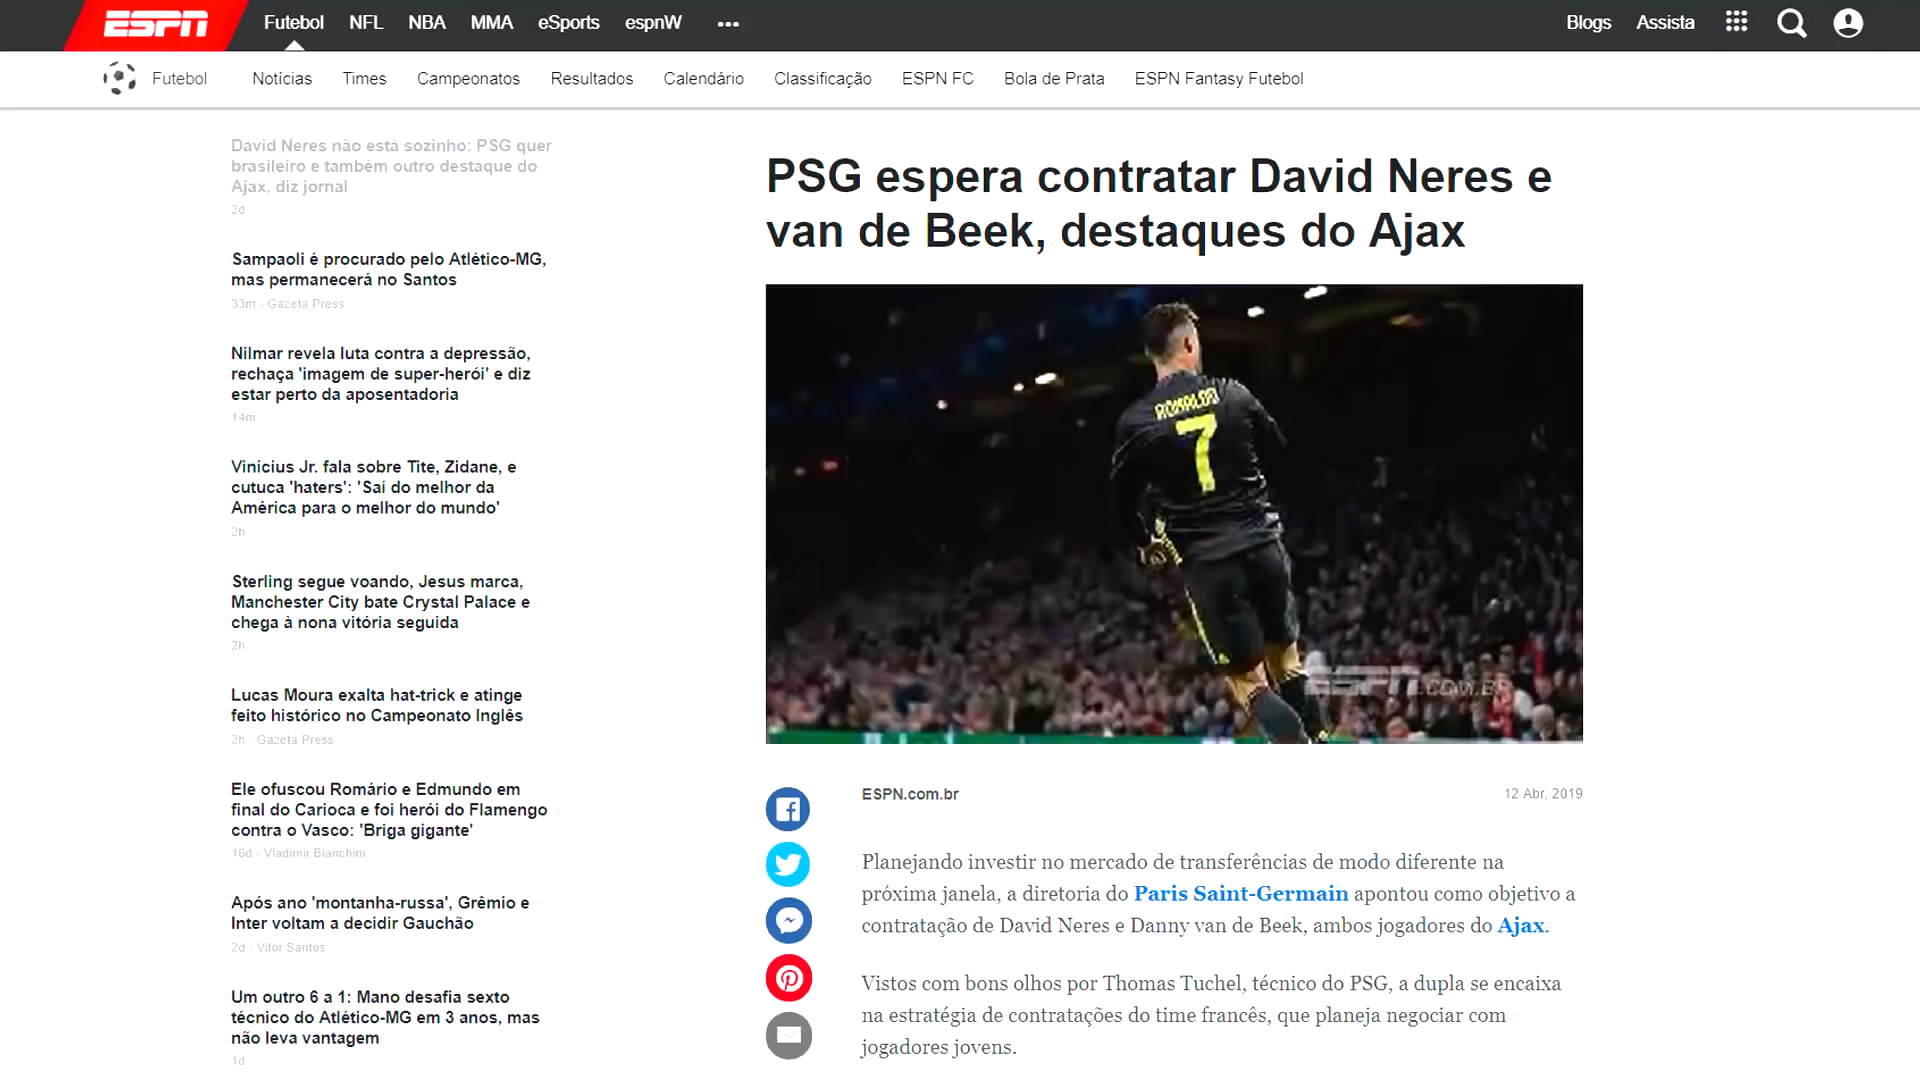 ESPN
Futebol NFL NBA MMA eSports espnW
Blogs Assista
Futebol Notícias Times Campeonatos Resultados Calendário Classificação ESPN FC Bola de Prata ESPN Fantasy Futebol
David Neres não está sozinho: PSG quer
brasileiro e também outro destaque do
Ajax, diz jornal
2d
Sampaoli é procurado pelo Atlético-MG,
mas permanecerá no Santos
33m - Gazeta Press
Nilmar revela luta contra a depressão,
rechaça 'imagem de super-herói' e diz
estar perto da aposentadoria
14m
Vinícius Jr. fala sobre Tite, Zidane, e
cutuca 'haters': 'Saí do melhor da
América para o melhor do mundo'
2h
Sterling segue voando, Jesus marca,
Manchester City bate Crystal Palace e
chega à nona vitória seguida
2h
Lucas Moura exalta hat-trick e atinge
feito histórico no Campeonato Inglês
2h - Gazeta Press
Ele ofuscou Romário e Edmundo em
final do Carioca e foi herói do Flamengo
contra o Vasco: 'Briga gigante'
16d - Vladimir Bianchini
Após ano 'montanha-russa', Grêmio e
Inter voltam a decidir Gauchão
2d - Vitor Santos
Um outro 6 a 1: Mano desafia sexto
técnico do Atlético-MG em 3 anos, mas
não leva vantagem
1d
PSG espera contratar David Neres e
van de Beek, destaques do Ajax
RONALDO
7
ESPN.COM.BR
ESPN.com.br
12 Abr, 2019
Planejando investir no mercado de transferências de modo diferente na
próxima janela, a diretoria do Paris Saint-Germain apontou como objetivo a
contratação de David Neres e Danny van de Beek, ambos jogadores do Ajax.
Vistos com bons olhos por Thomas Tuchel, técnico do PSG, a dupla se encaixa
na estratégia de contratações do time francês, que planeja negociar com
jogadores jovens.